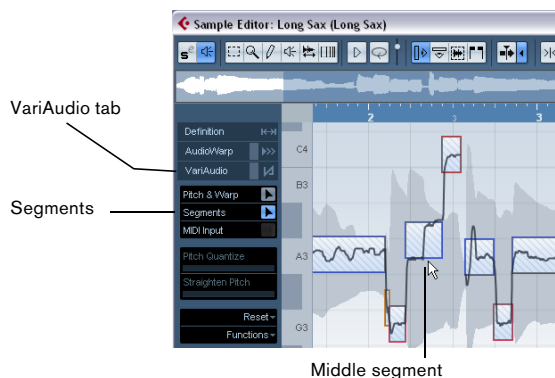 Sample Editor: Long Sax (Long Sax)
VariAudio tab
Segments
2
3
3
Definition
AudioWarp
VariAudio
Pitch & Warp
Segments
MIDI Input
Pitch Quantize
Straighten Pitch
Reset
Functions
C4
B3
A3
G3
Middle segment